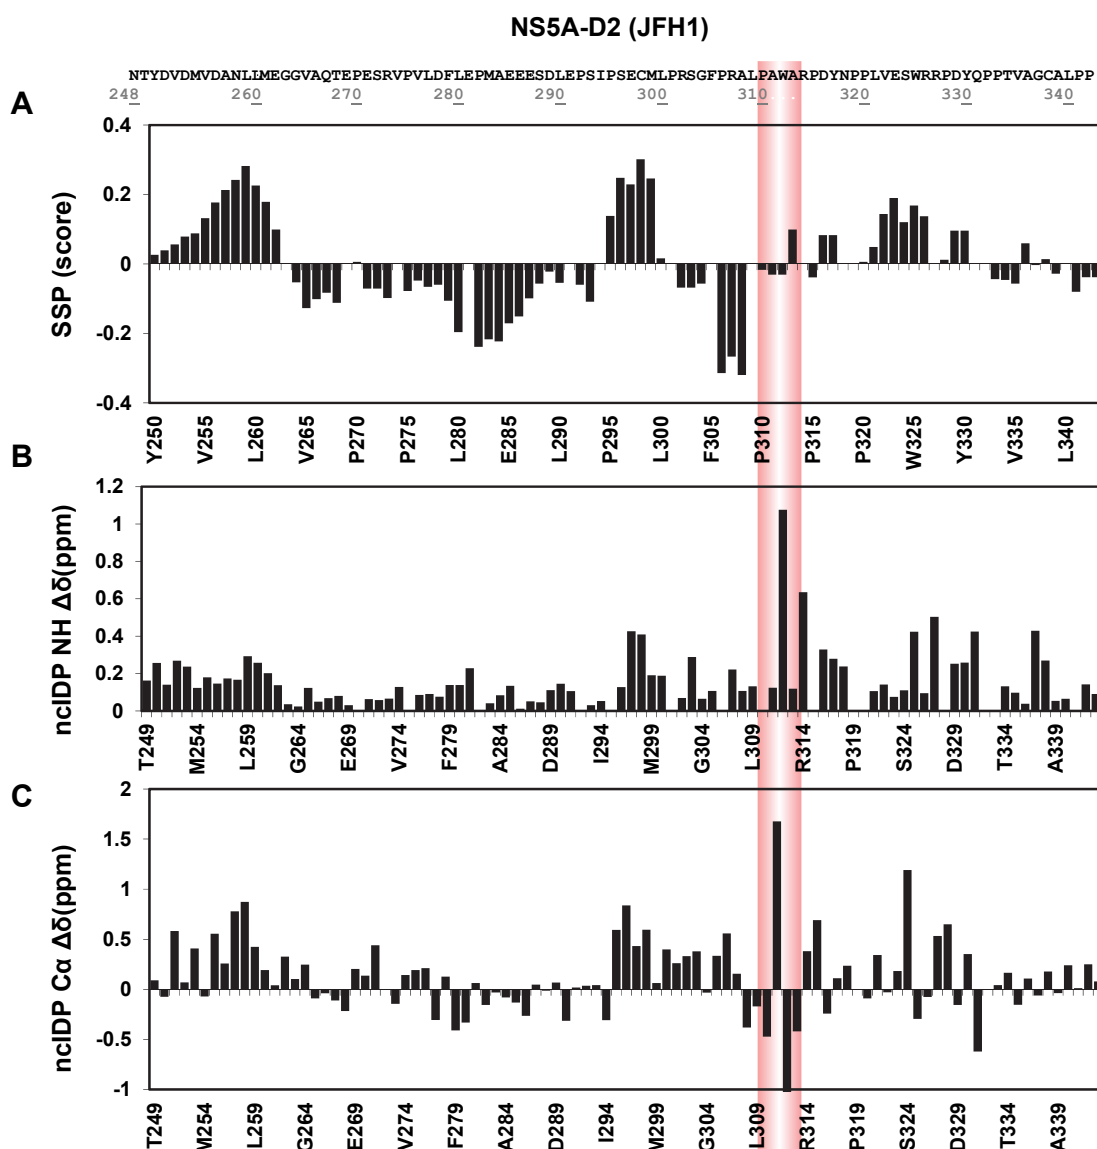 NS5A-D2 (JFH1)
NTYDVDMVDANLLMEGGVAQTEPESRVPVLDFLEPMAEEESDLEPSIPSECMLPRSGFPRALPAWARPDYNPPLVESWRRPDYQPPTVAGCALPP
248 260 270 280 290 300 310 320 330 340
A
SSP (score)
0.4
0.2
0
-0.2
-0.4
Y250 V255 L260 V265 P270 P275 L280 E285 L290 P295 L300 F305 P310 P315 P320 W325 Y330 V335 L340
B
ncIDP NH Δδ(ppm)
1.2
1
0.8
0.6
0.4
0.2
0
T249 M254 L259 G264 E269 V274 F279 A284 D289 I294 M299 G304 L309 R314 P319 S324 D329 T334 A339
C
ncIDP Cα Δδ(ppm)
2
1.5
1
0.5
0
-0.5
-1
T249 M254 L259 G264 E269 V274 F279 A284 D289 I294 M299 G304 L309 R314 P319 S324 D329 T334 A339